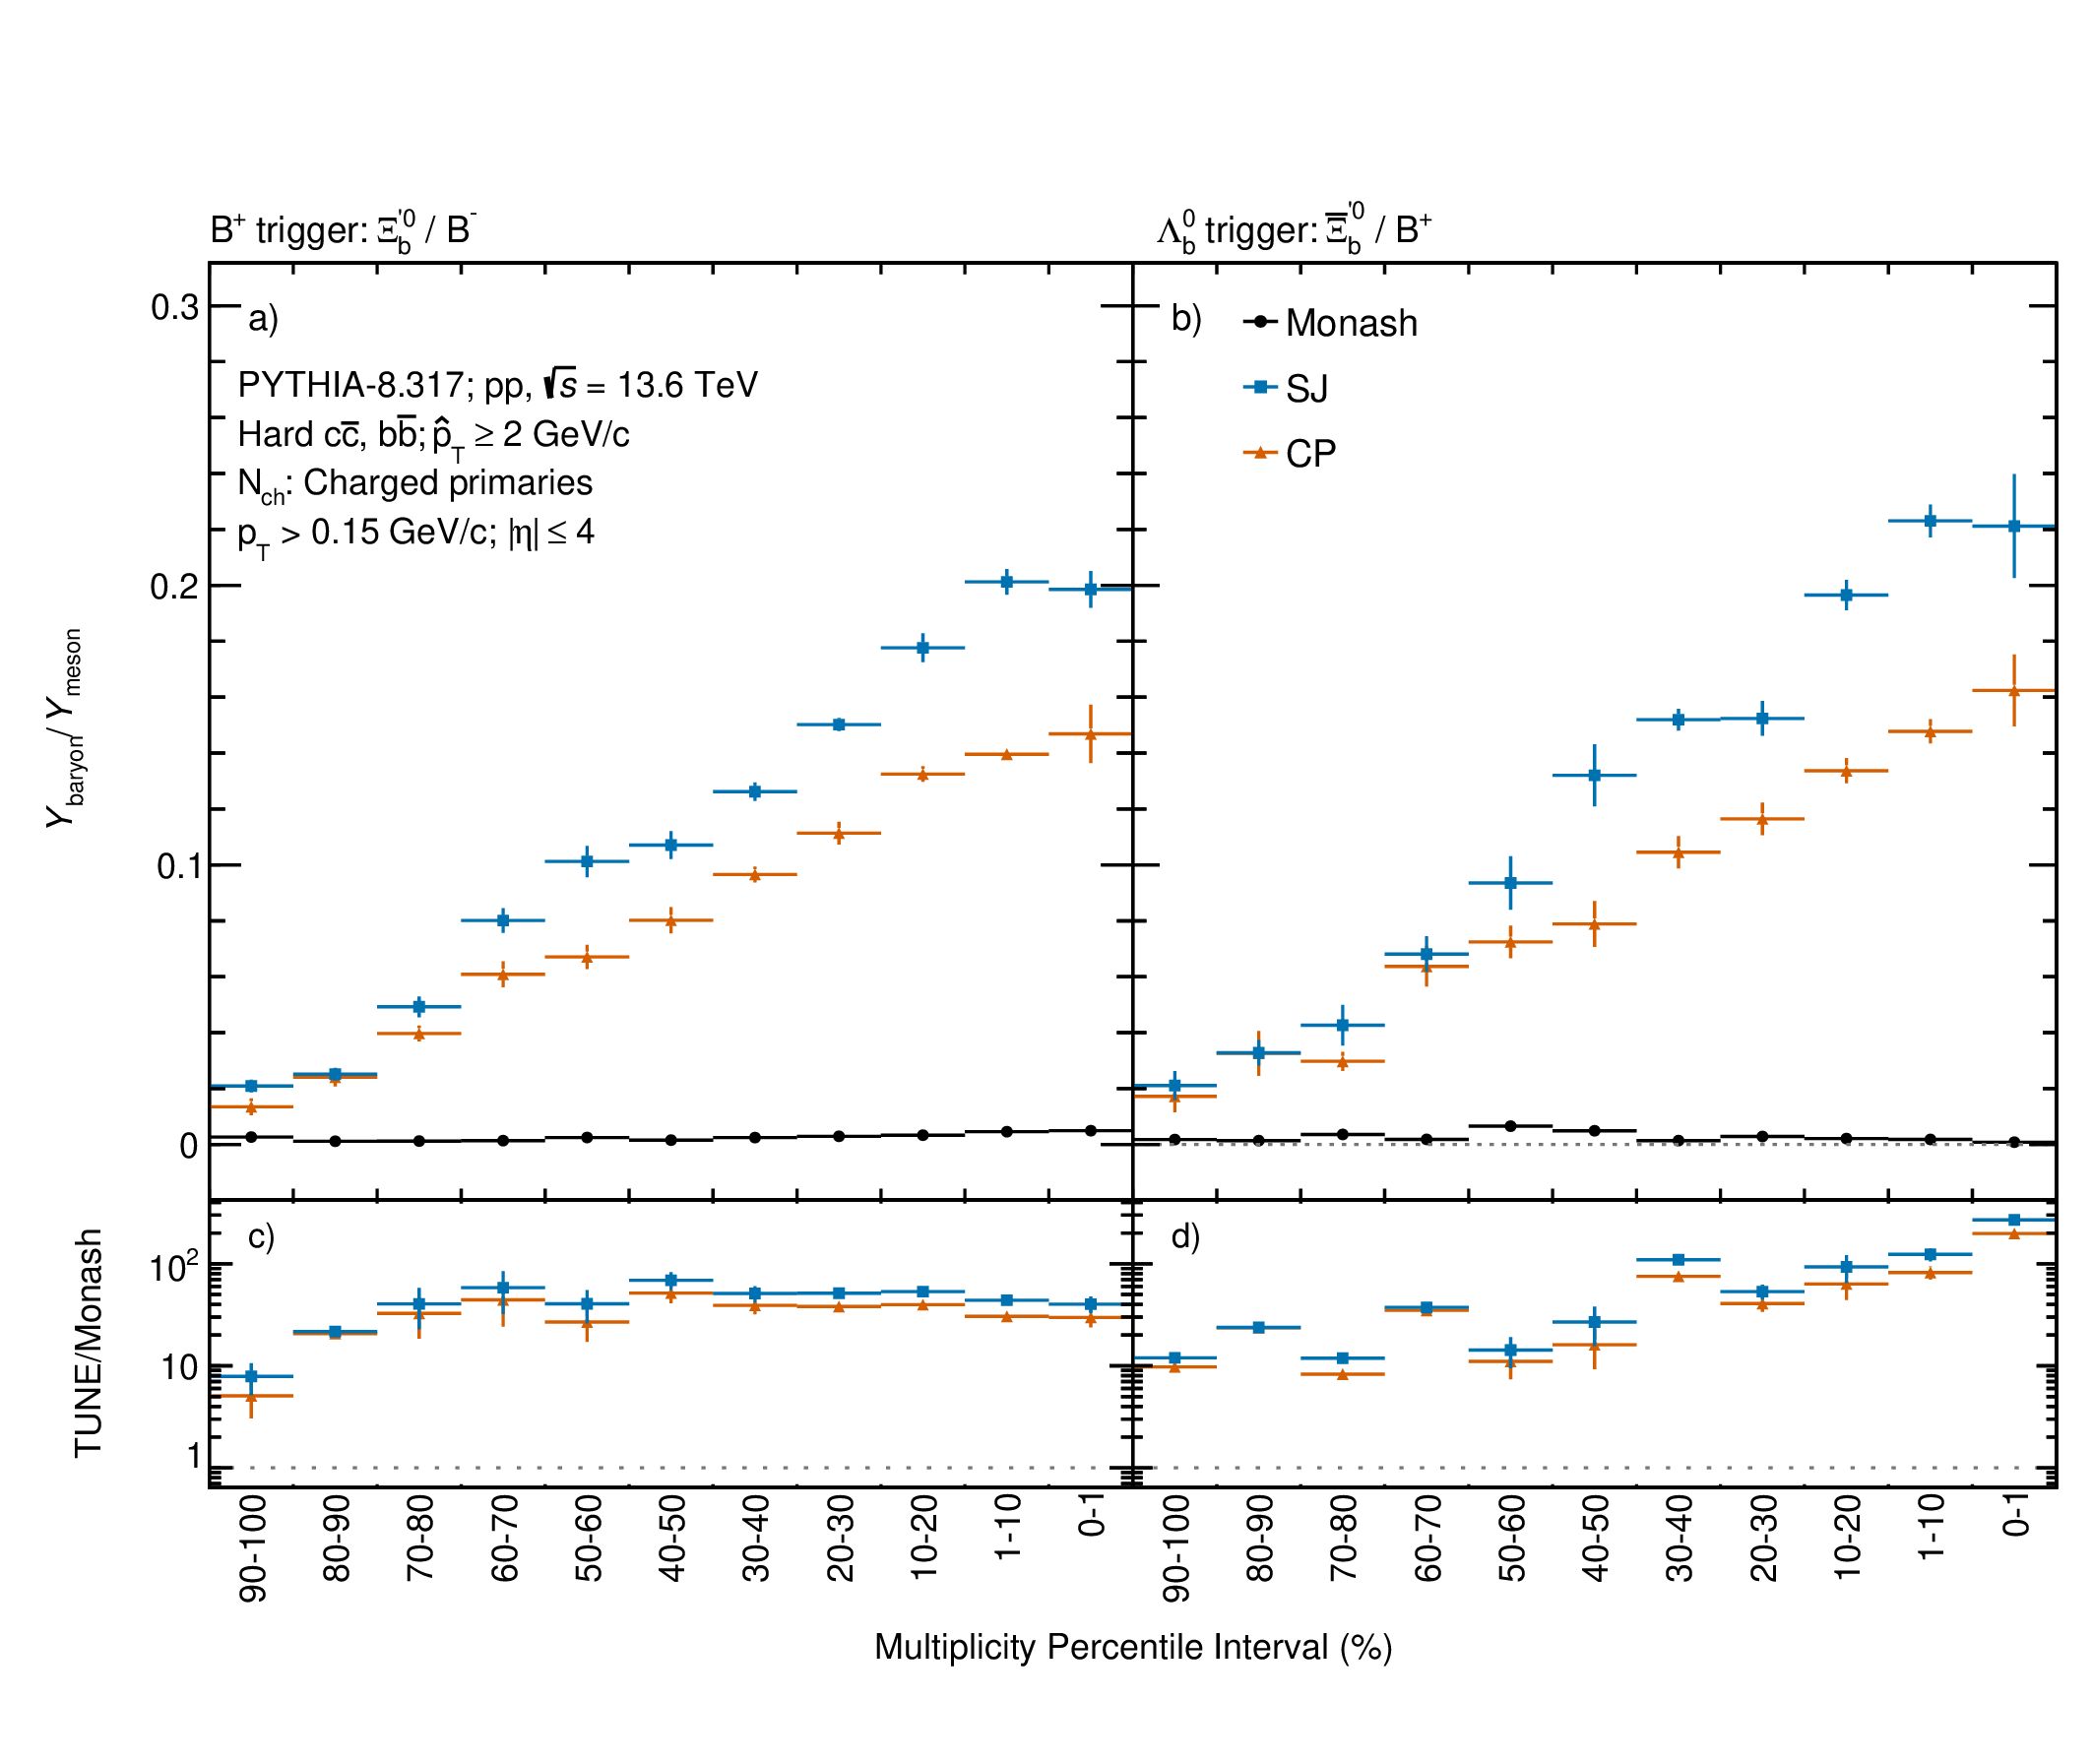 B⁺ trigger: Ξ'⁰_b / B⁻
Λ⁰_b trigger: Ξ̅'⁰_b / B⁺
a)
PYTHIA-8.317; pp, √s = 13.6 TeV
Hard cc̅, bb̅; p̂_T ≥ 2 GeV/c
N_ch: Charged primaries
p_T > 0.15 GeV/c; |η| ≤ 4
b)
Monash
SJ
CP
0.3
0.2
0.1
0
Y_baryon / Y_meson
c)
d)
10²
10
1
TUNE/Monash
90-100
80-90
70-80
60-70
50-60
40-50
30-40
20-30
10-20
1-10
0-1
90-100
80-90
70-80
60-70
50-60
40-50
30-40
20-30
10-20
1-10
0-1
Multiplicity Percentile Interval (%)